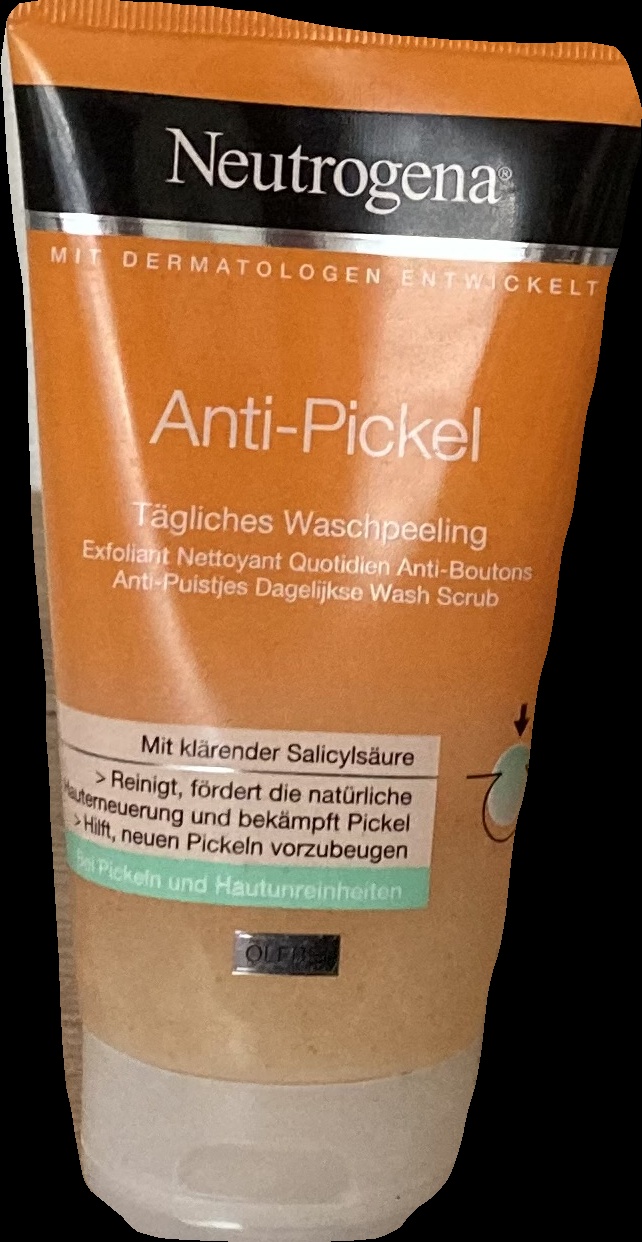 Neutrogena®
MIT DERMATOLOGEN ENTWICKELT
Anti-Pickel
Tägliches Waschpeeling
Exfoliant Nettoyant Quotidien Anti-Boutons
Anti-Puistjes Dagelijkse Wash Scrub
Mit klärender Salicylsäure
> Reinigt, fördert die natürliche
Hauterneuerung und bekämpft Pickel
> Hilft, neuen Pickeln vorzubeugen
Bei Pickeln und Hautunreinheiten